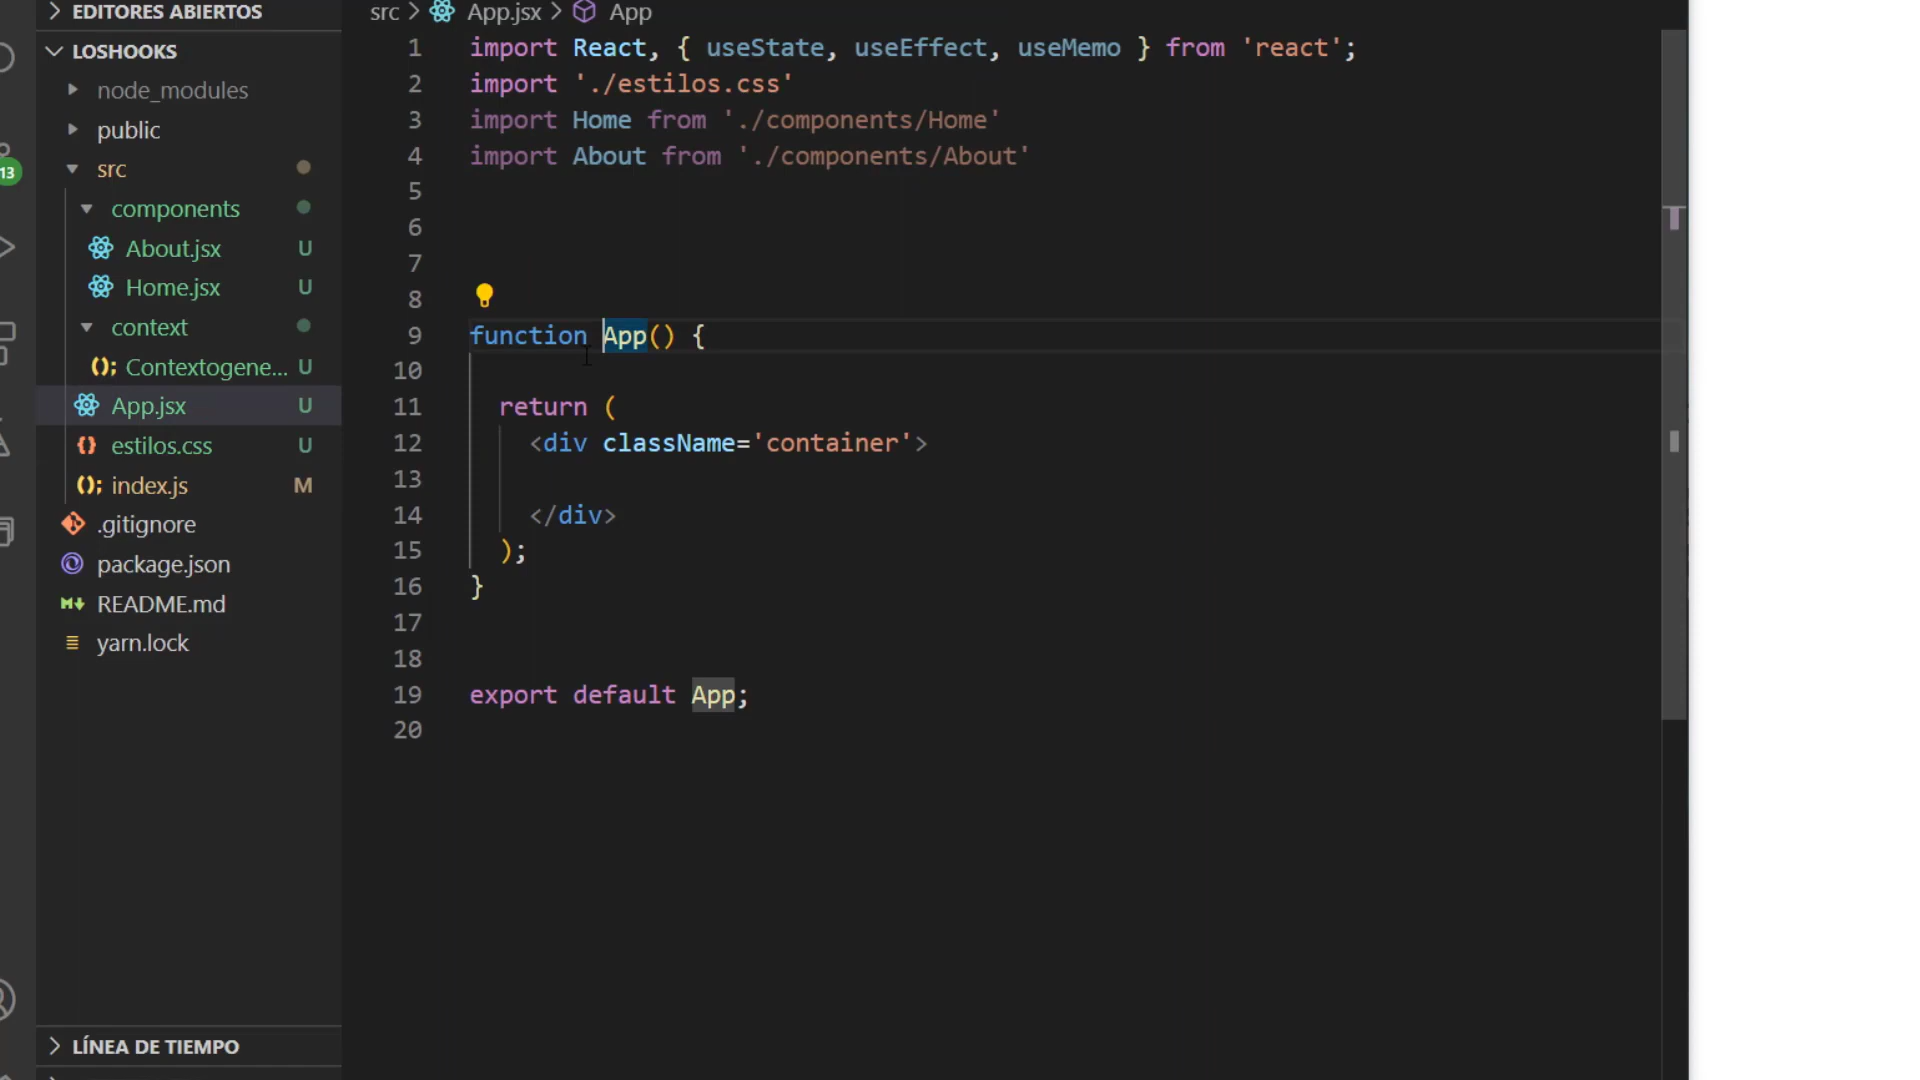 EDITORES ABIERTOS
LOSHOOKS
node_modules
public
src
components
About.jsx U
Home.jsx U
context
Contextogene... U
App.jsx U
estilos.css U
index.js M
.gitignore
package.json
README.md
yarn.lock
LÍNEA DE TIEMPO
13
src > App.jsx > App
1 import React, { useState, useEffect, useMemo } from 'react';
2 import './estilos.css'
3 import Home from './components/Home'
4 import About from './components/About'
5
6
7
8
9 function App() {
10
11 return (
12 <div className='container'>
13
14 </div>
15 );
16 }
17
18
19 export default App;
20